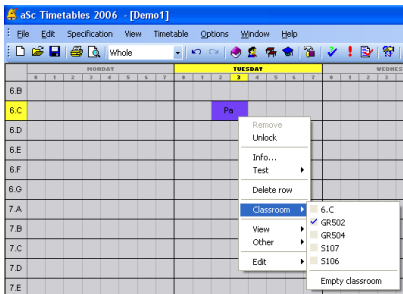 aSc Timetables 2006 - [Demo1]
File Edit Specification View Timetable Options Window Help
Whole
MONDAY TUESDAY WEDNES
0 1 2 3 4 5 6 7 0 1 2 3 4 5 6 7 0 1 2 3
6.B
6.C Pa
6.D
6.E
6.F
6.G
7.A
7.B
7.C
7.D
7.E
Remove
Unlock
Info...
Test
Delete row
Classroom
View
Other
Edit
6.C
GR502
GR504
S107
S106
Empty classroom